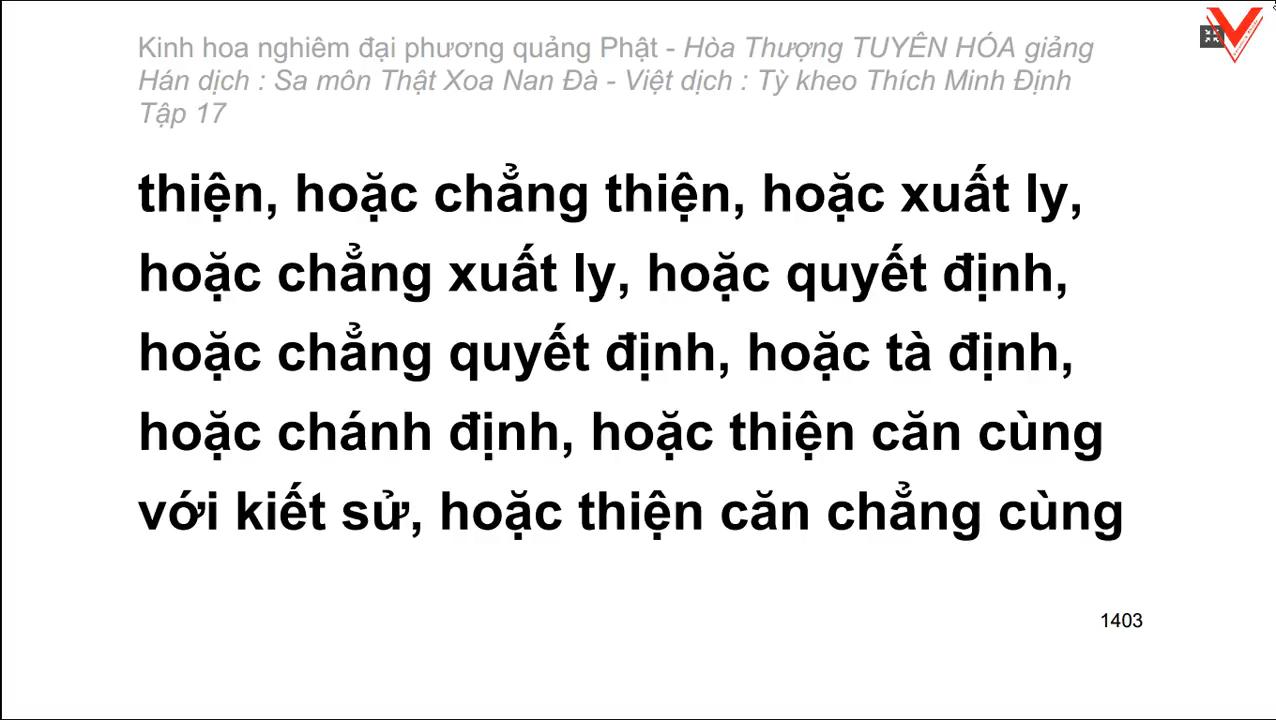 Kinh hoa nghiêm đại phương quảng Phật - Hòa Thượng TUYÊN HÓA giảng
Hán dịch : Sa môn Thật Xoa Nan Đà - Việt dịch : Tỳ kheo Thích Minh Định
Tập 17
thiện, hoặc chẳng thiện, hoặc xuất ly,
hoặc chẳng xuất ly, hoặc quyết định,
hoặc chẳng quyết định, hoặc tà định,
hoặc chánh định, hoặc thiện căn cùng
với kiết sử, hoặc thiện căn chẳng cùng
1403